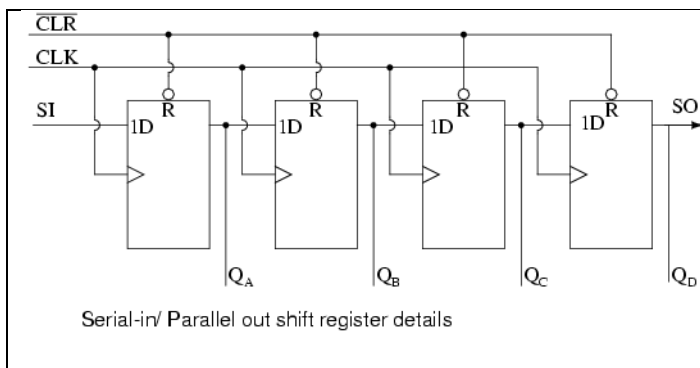 CLR
CLK
SI
SO
R
R
R
R
1D
1D
1D
1D
QA
QB
QC
QD
Serial-in/ Parallel out shift register details